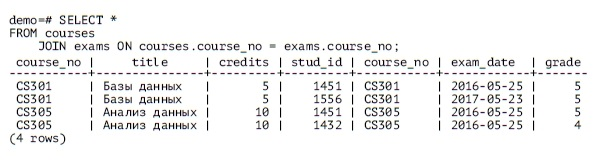 demo=# SELECT *
FROM courses
    JOIN exams ON courses.course_no = exams.course_no;
 course_no |     title     | credits | stud_id | course_no | exam_date  | grade
-----------+---------------+---------+---------+-----------+------------+-------
 CS301     | Базы данных   |       5 |    1451 | CS301     | 2016-05-25 |     5
 CS301     | Базы данных   |       5 |    1556 | CS301     | 2017-05-23 |     5
 CS305     | Анализ данных |      10 |    1451 | CS305     | 2016-05-25 |     5
 CS305     | Анализ данных |      10 |    1432 | CS305     | 2016-05-25 |     4
(4 rows)